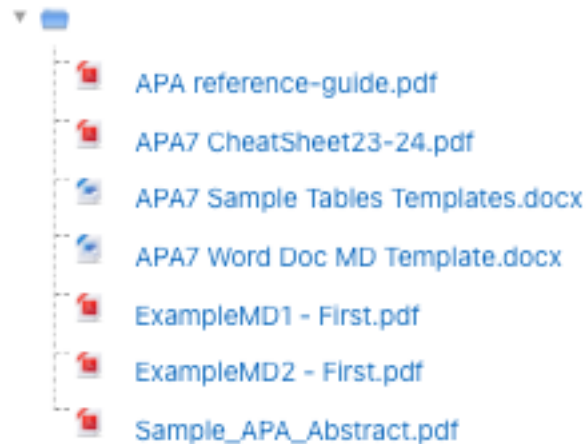 APA reference-guide.pdf
APA7 CheatSheet23-24.pdf
APA7 Sample Tables Templates.docx
APA7 Word Doc MD Template.docx
ExampleMD1 - First.pdf
ExampleMD2 - First.pdf
Sample_APA_Abstract.pdf